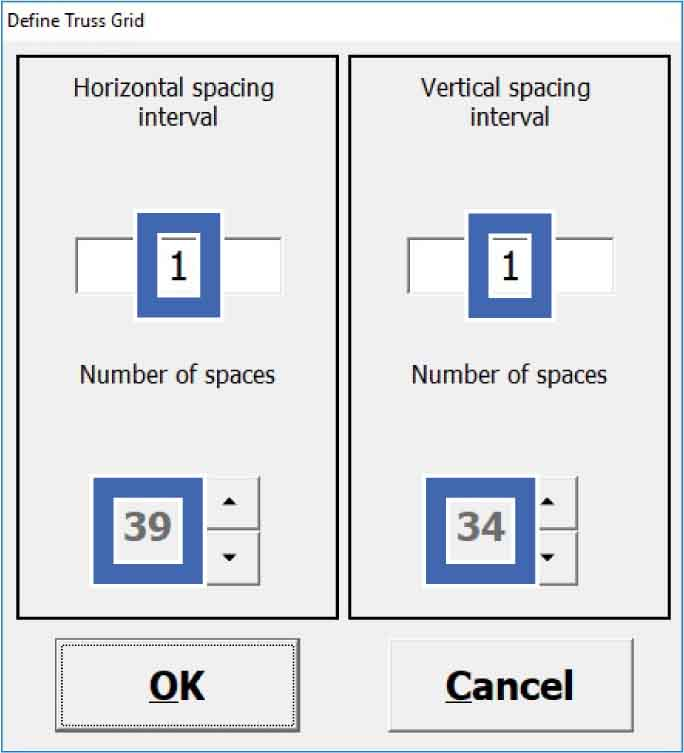 Define Truss Grid
Horizontal spacing
interval
1
Number of spaces
39
Vertical spacing
interval
1
Number of spaces
34
OK
Cancel